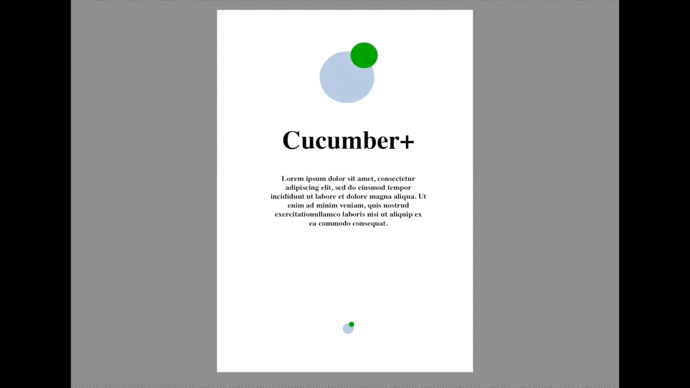 Cucumber+
Lorem ipsum dolor sit amet, consectetur
adipiscing elit, sed do eiusmod tempor
incididunt ut labore et dolore magna aliqua. Ut
enim ad minim veniam, quis nostrud
exercitationullamco laboris nisi ut aliquip ex
ea commodo consequat.